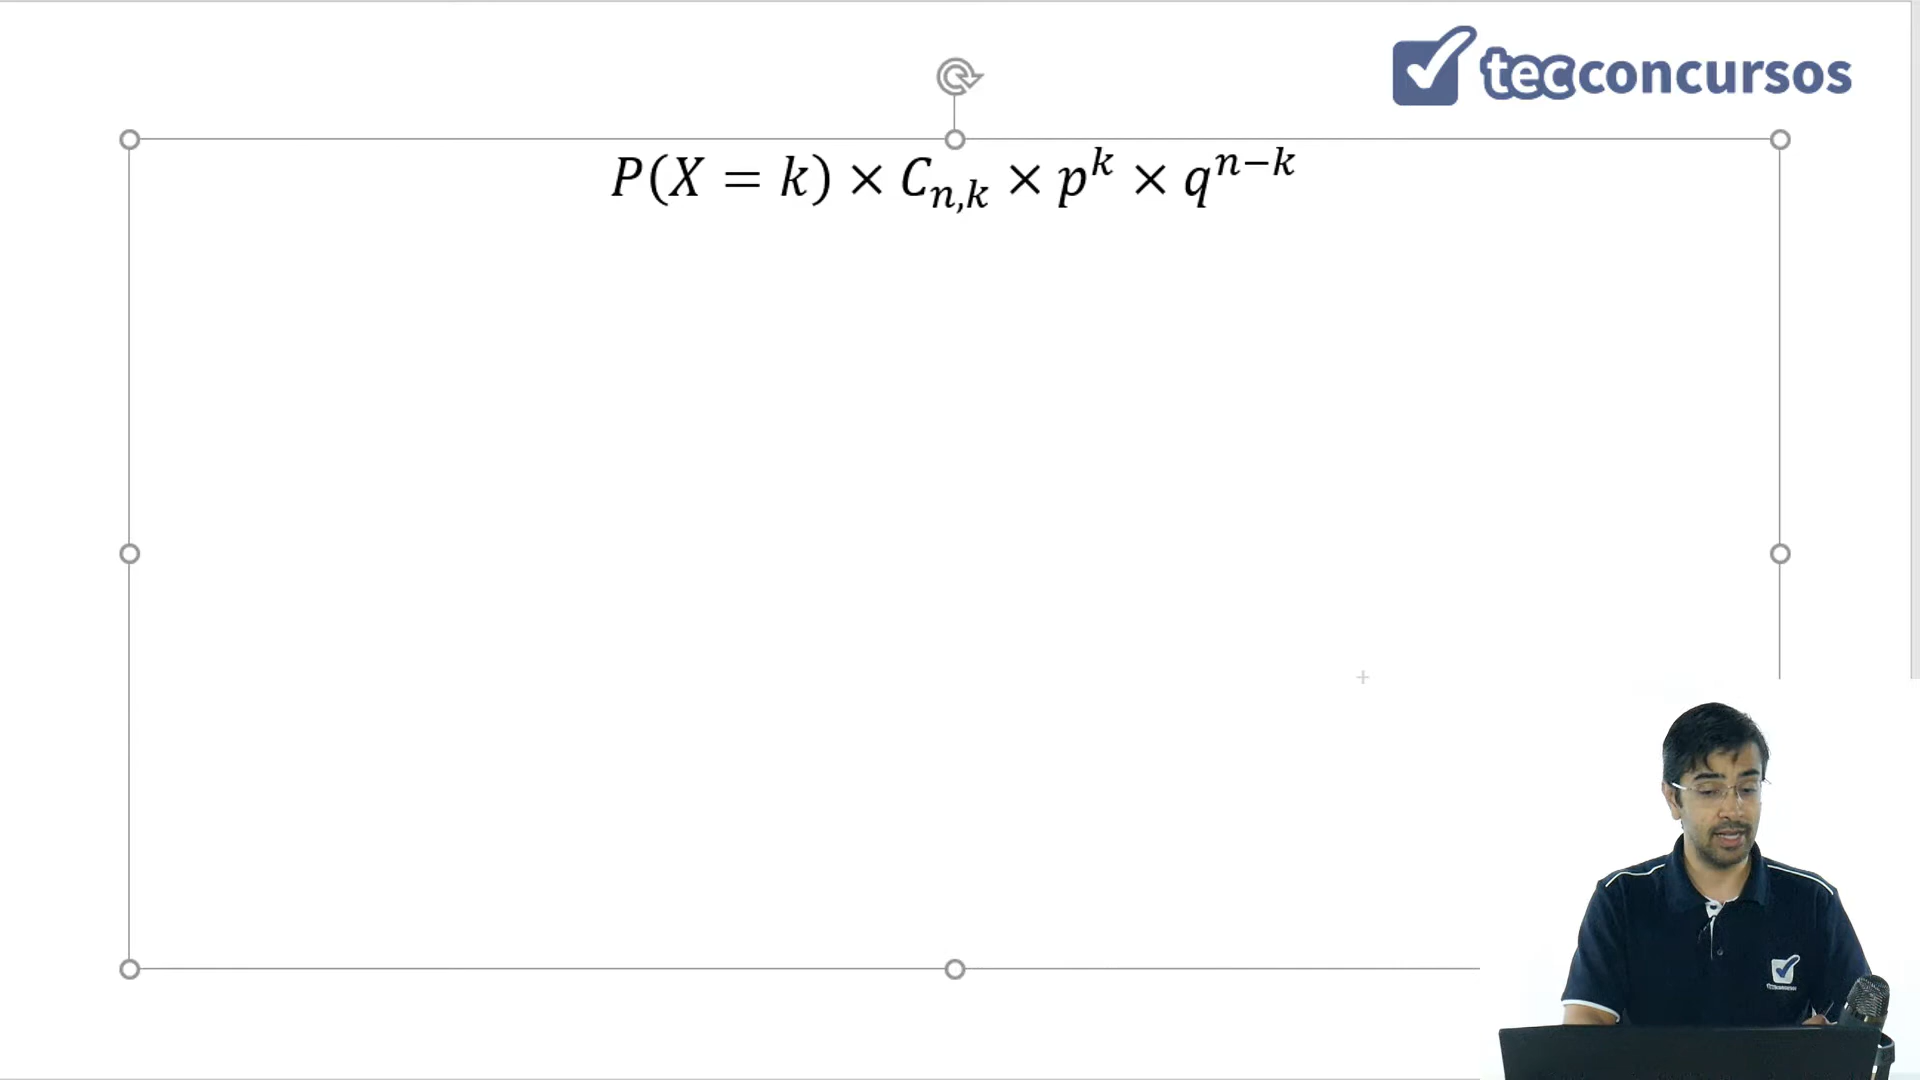 tecconcursos
P(X = k) × C_{n,k} × p^k × q^{n−k}